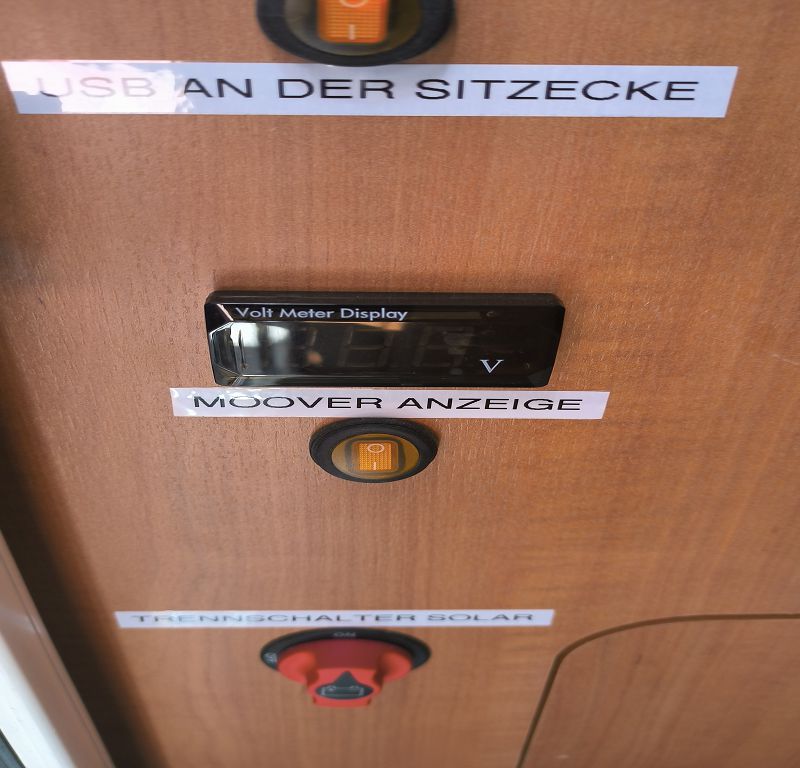 USB AN DER SITZECKE
Volt Meter Display
V
MOOVER ANZEIGE
TRENNSCHALTER SOLAR
ON